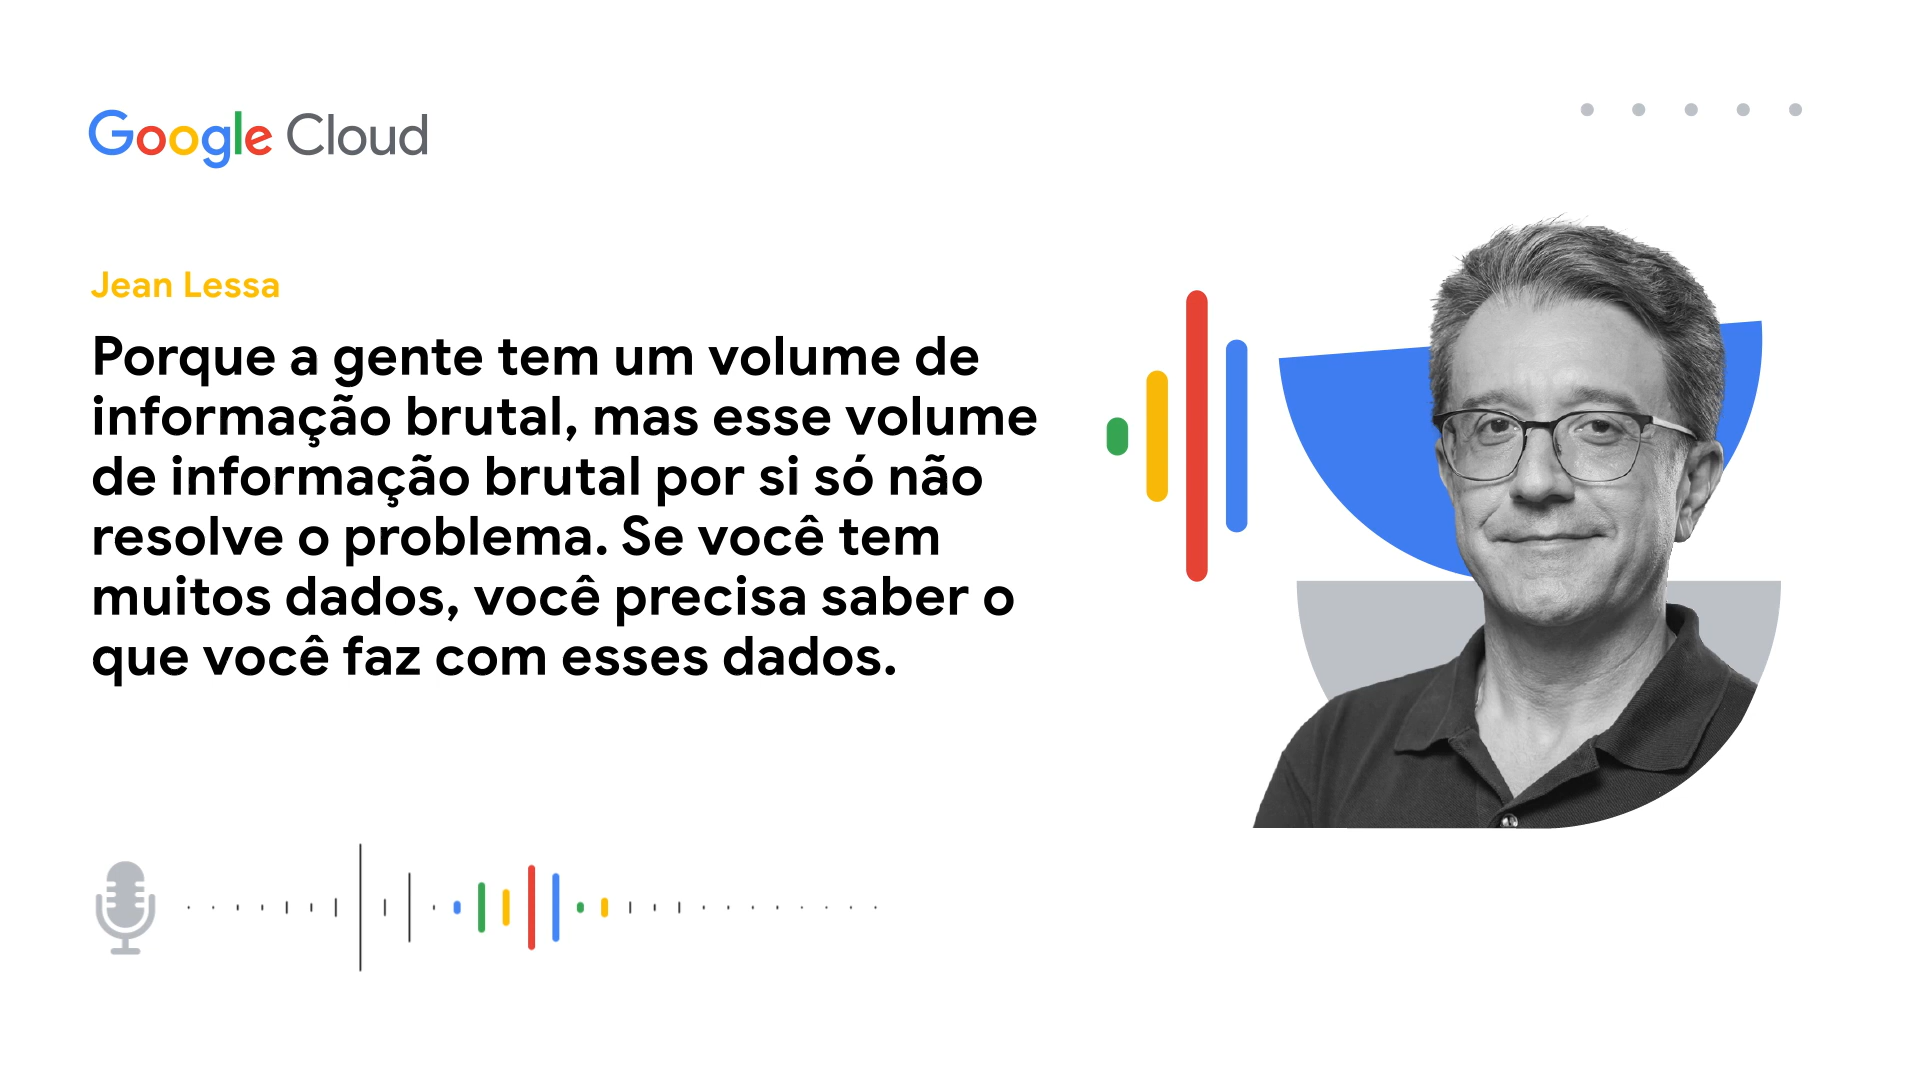 Google Cloud
Jean Lessa
Porque a gente tem um volume de
informação brutal, mas esse volume
de informação brutal por si só não
resolve o problema. Se você tem
muitos dados, você precisa saber o
que você faz com esses dados.